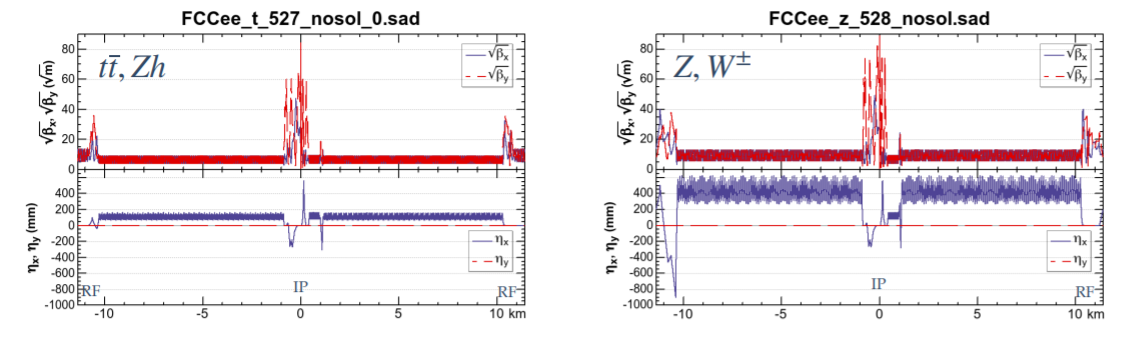 FCCee_t_527_nosol_0.sad
80
60
40
20
0
√βx, √βy (√m)
tt̄, Zh
√βx
√βy
400
200
0
-200
-400
-600
-800
-1000
ηx, ηy (mm)
ηx
ηy
RF
IP
RF
-10 -5 0 5 10 km
FCCee_z_528_nosol.sad
80
60
40
20
0
√βx, √βy (√m)
Z, W±
√βx
√βy
400
200
0
-200
-400
-600
-800
-1000
ηx, ηy (mm)
ηx
ηy
IP
RF
-10 -5 0 5 10 km